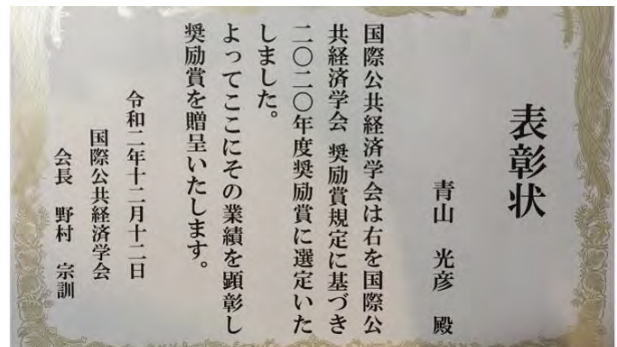 表彰状
青山 光彦 殿
国際公共経済学会は右を国際公
共経済学会 奨励賞規定に基づき
二〇二〇年度奨励賞に選定いた
しました。
よってここにその業績を顕彰し
奨励賞を贈呈いたします。
令和二年十二月十二日
国際公共経済学会
会長 野村 宗訓